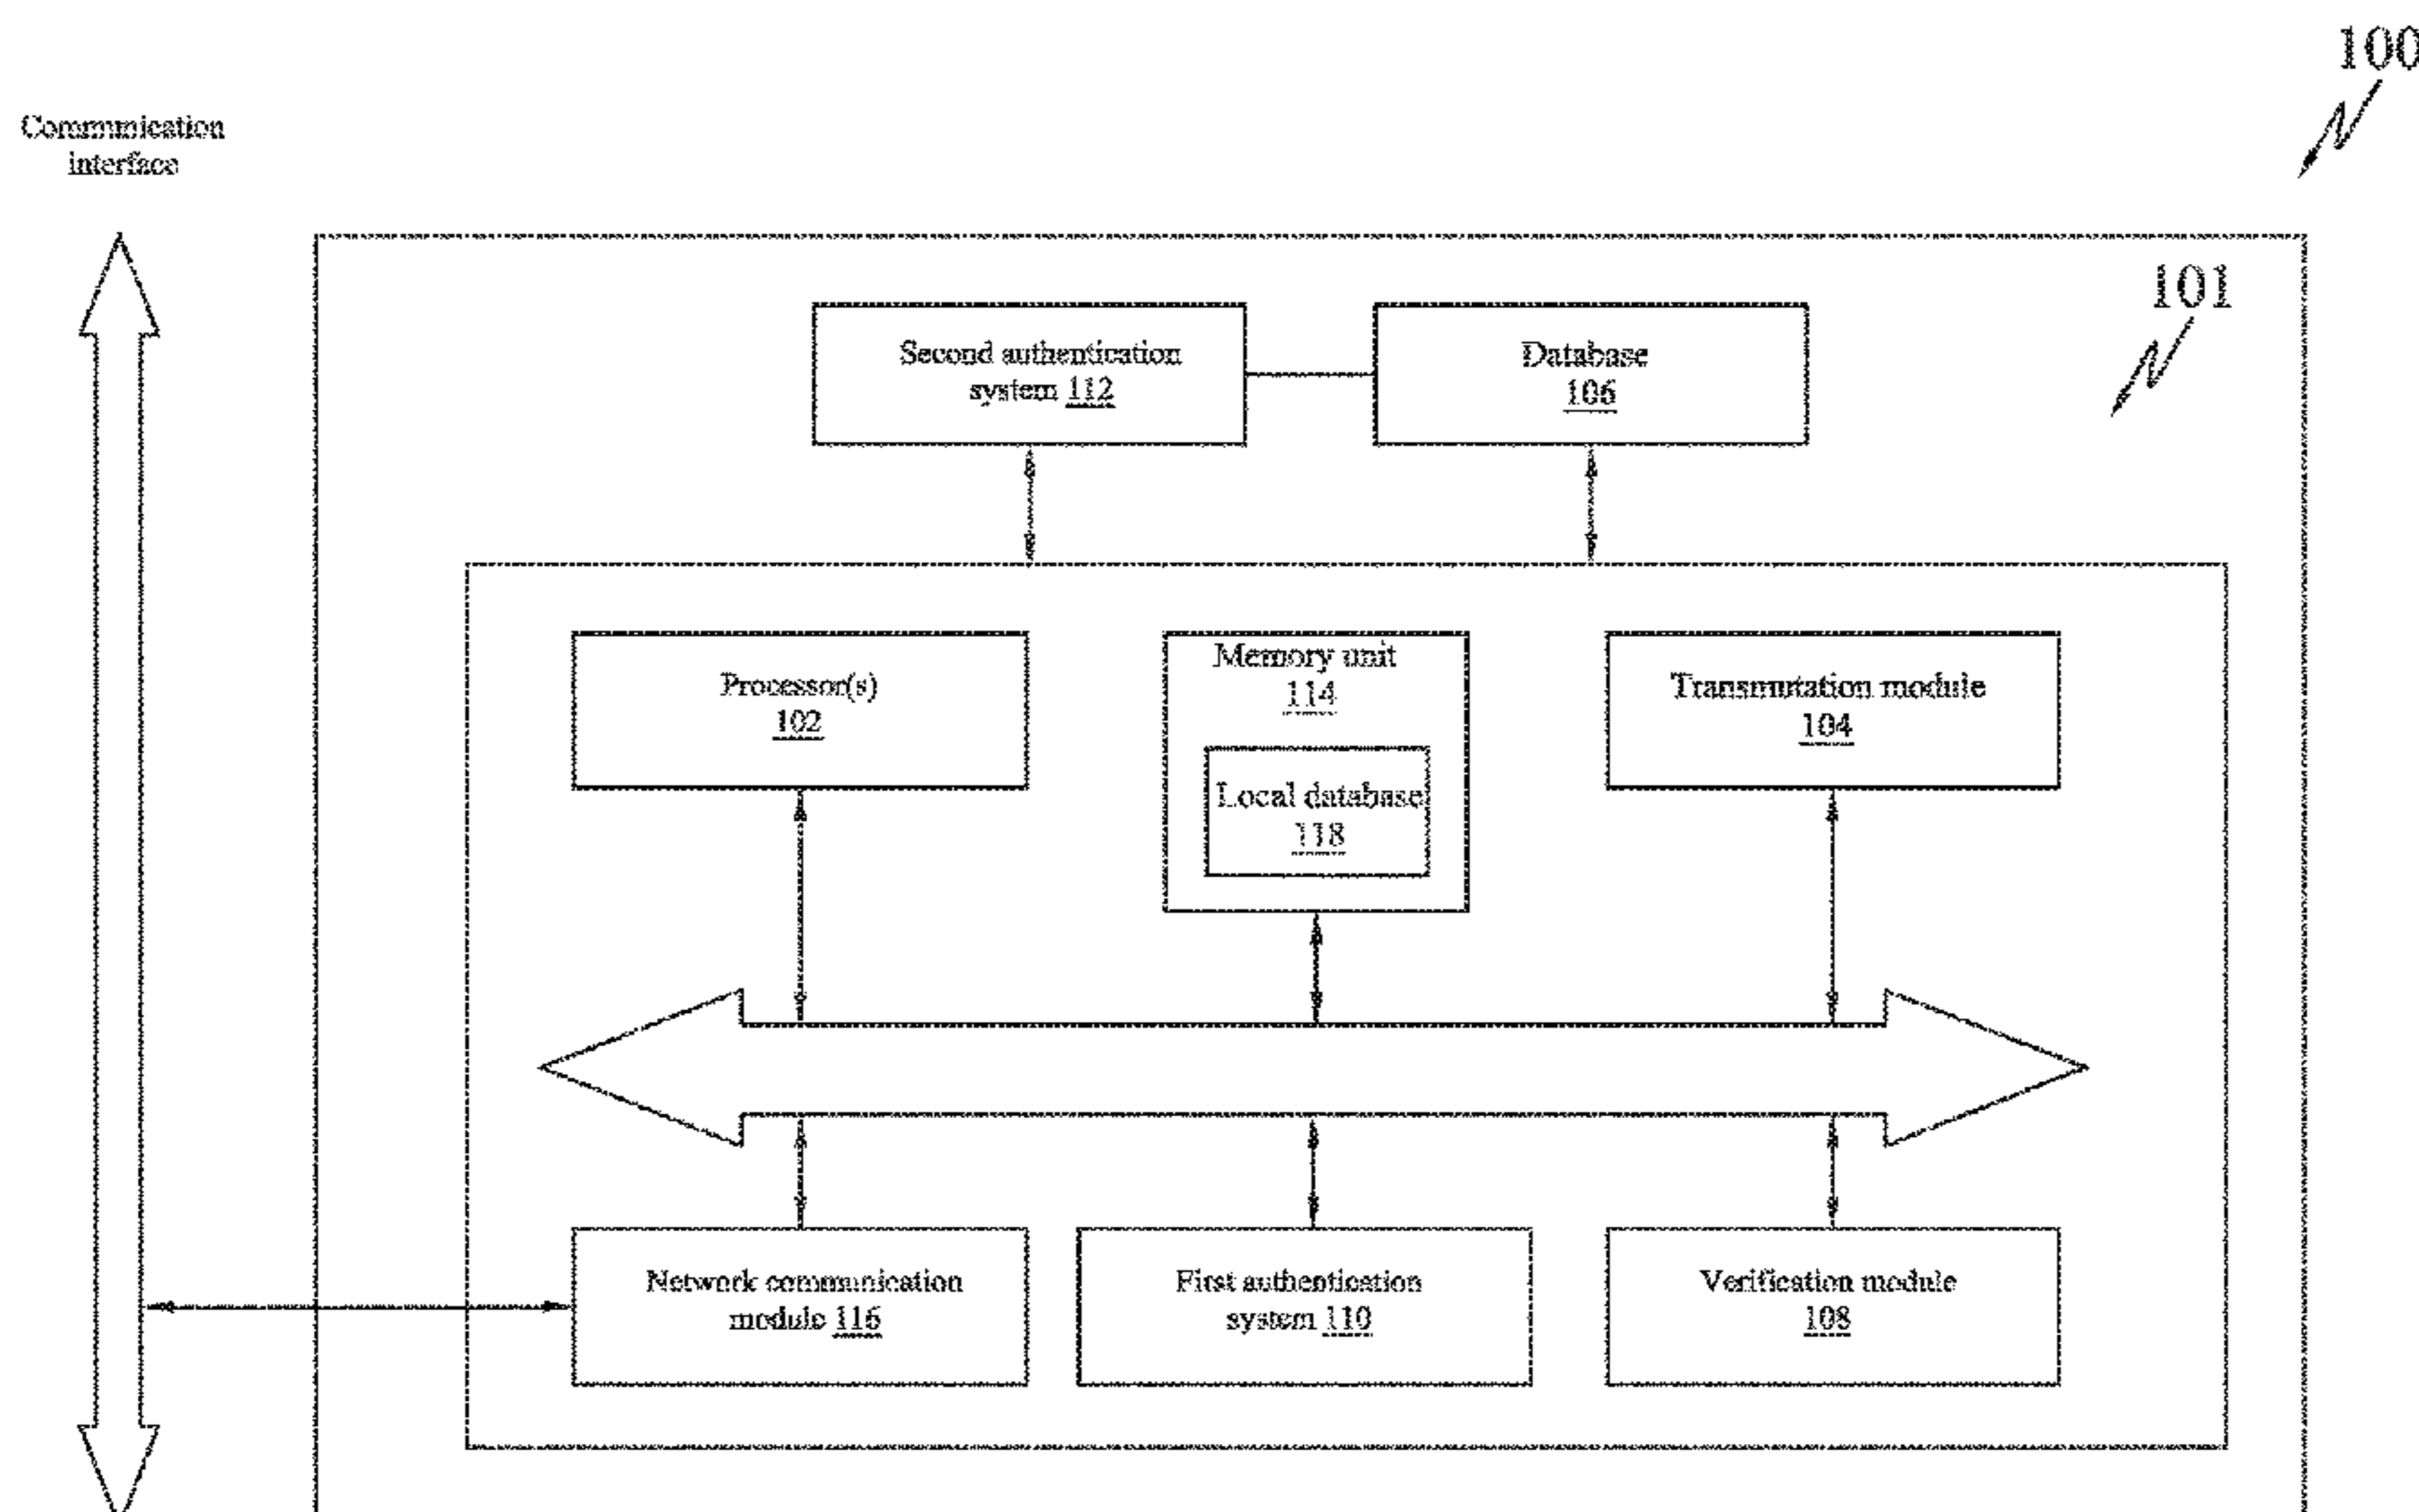 100
Communication
interface
101
Second authentication
system 112
Database
106
Processor(s)
102
Memory unit
114
Local database
118
Transmutation module
104
Network communication
module 116
First authentication
system 110
Verification module
108